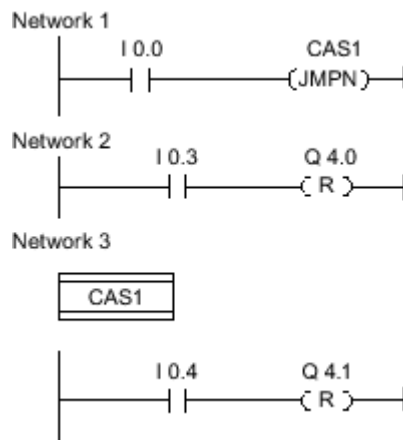 Network 1
I 0.0 CAS1
(JMPN)
Network 2
I 0.3 Q 4.0
( R )
Network 3
CAS1
I 0.4 Q 4.1
( R )